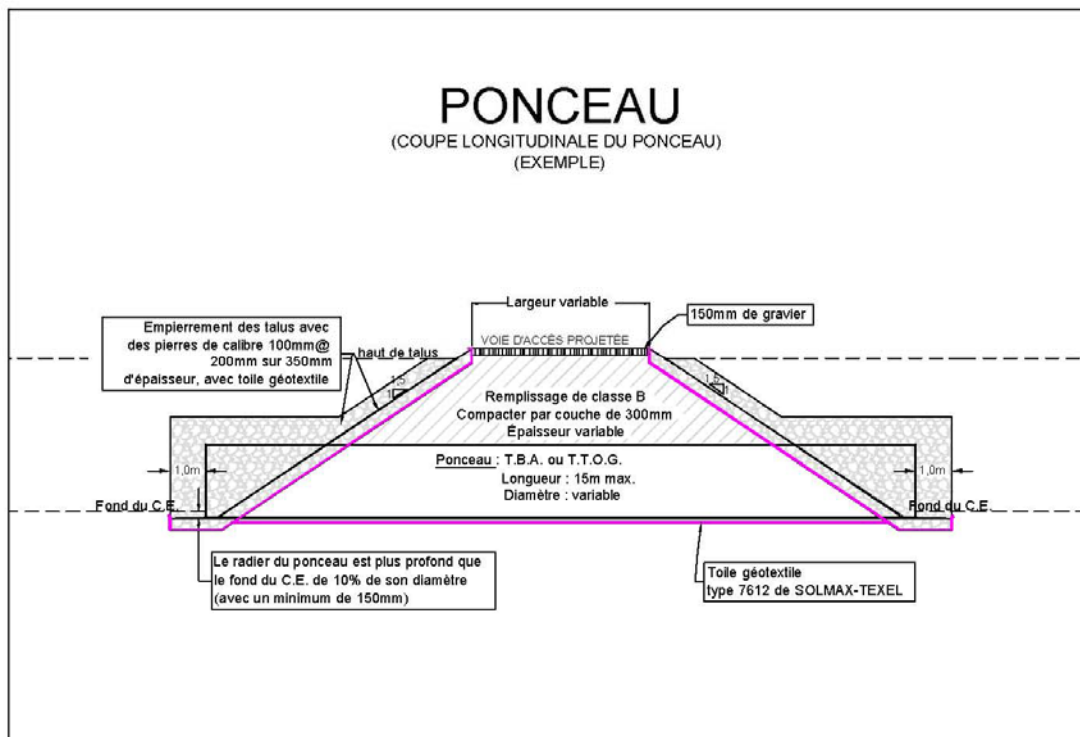 PONCEAU
(COUPE LONGITUDINALE DU PONCEAU)
(EXEMPLE)
Largeur variable
150mm de gravier
VOIE D'ACCÈS PROJETÉE
Empierrement des talus avec
des pierres de calibre 100mm@
200mm sur 350mm
d'épaisseur, avec toile géotextile
haut de talus
1,5
1
1,5
1
Remplissage de classe B
Compacter par couche de 300mm
Épaisseur variable
Ponceau : T.B.A. ou T.T.O.G.
Longueur : 15m max.
Diamètre : variable
1,0m
1,0m
Fond du C.E.
Fond du C.E.
Le radier du ponceau est plus profond que
le fond du C.E. de 10% de son diamètre
(avec un minimum de 150mm)
Toile géotextile
type 7612 de SOLMAX-TEXEL